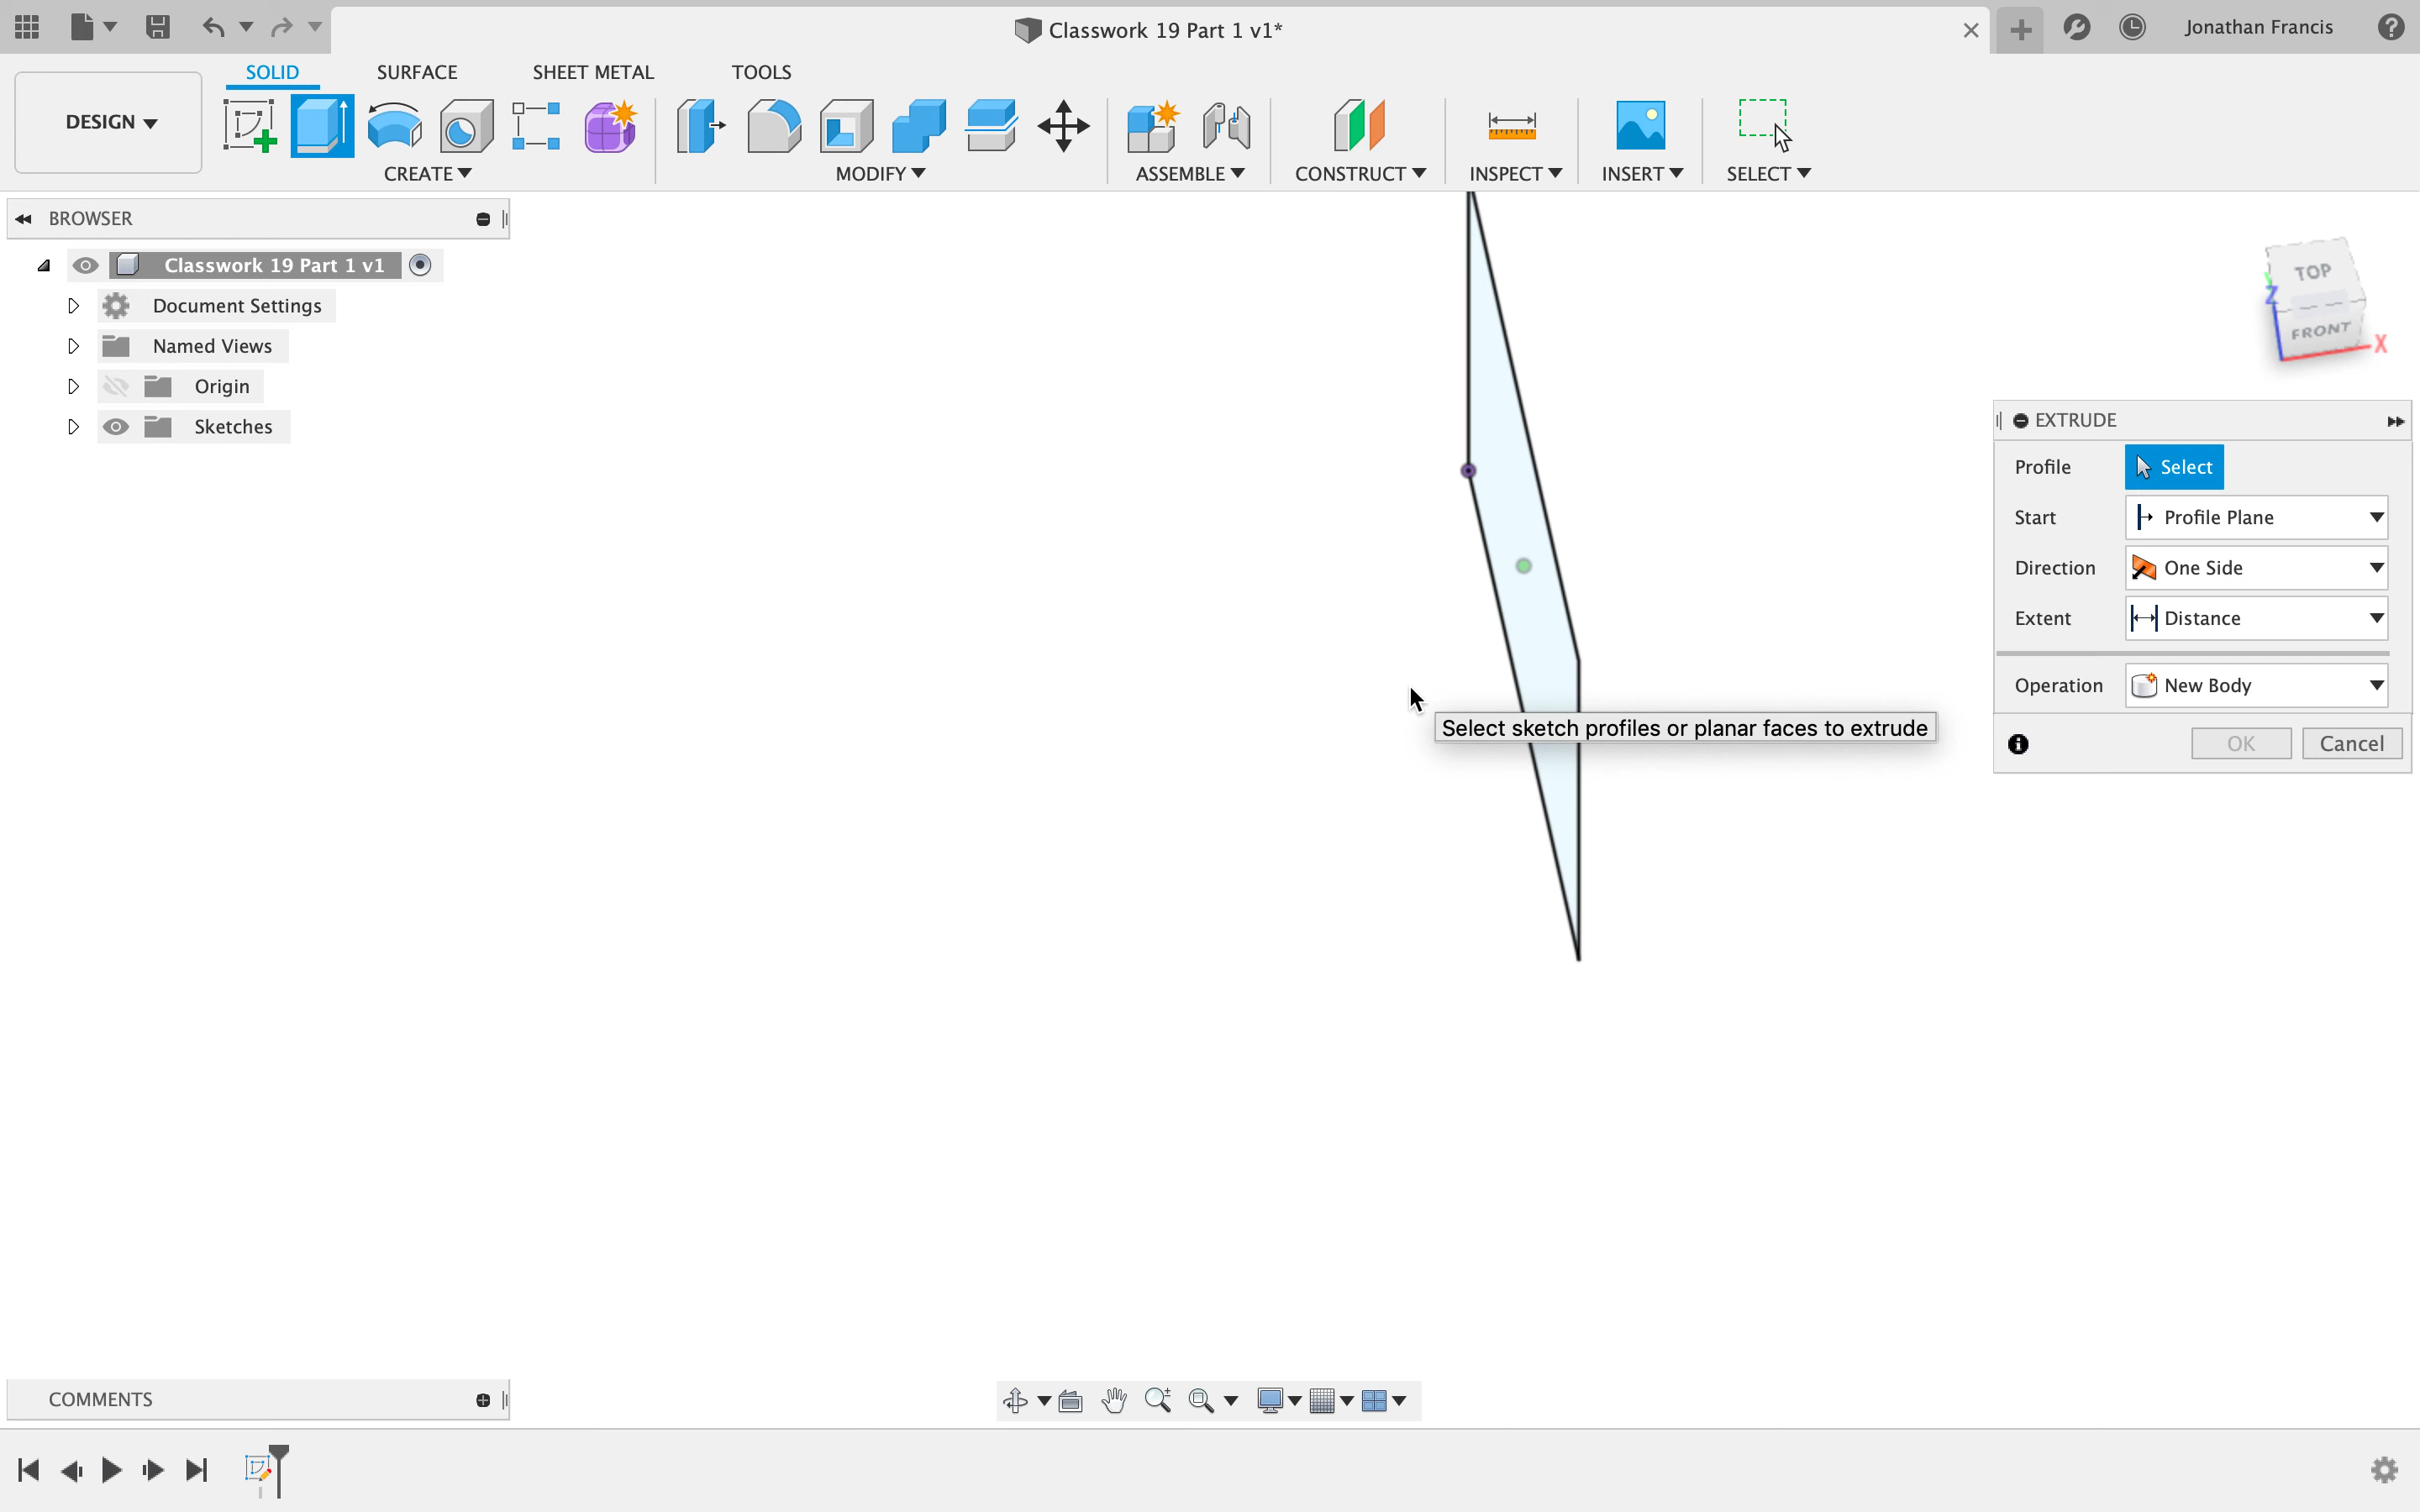 Classwork 19 Part 1 v1*
Jonathan Francis
SOLID SURFACE SHEET METAL TOOLS
DESIGN
CREATE MODIFY ASSEMBLE CONSTRUCT INSPECT INSERT SELECT
BROWSER
Classwork 19 Part 1 v1
Document Settings
Named Views
Origin
Sketches
TOP
FRONT
Z
X
EXTRUDE
Profile Select
Start Profile Plane
Direction One Side
Extent Distance
Operation New Body
OK Cancel
Select sketch profiles or planar faces to extrude
COMMENTS